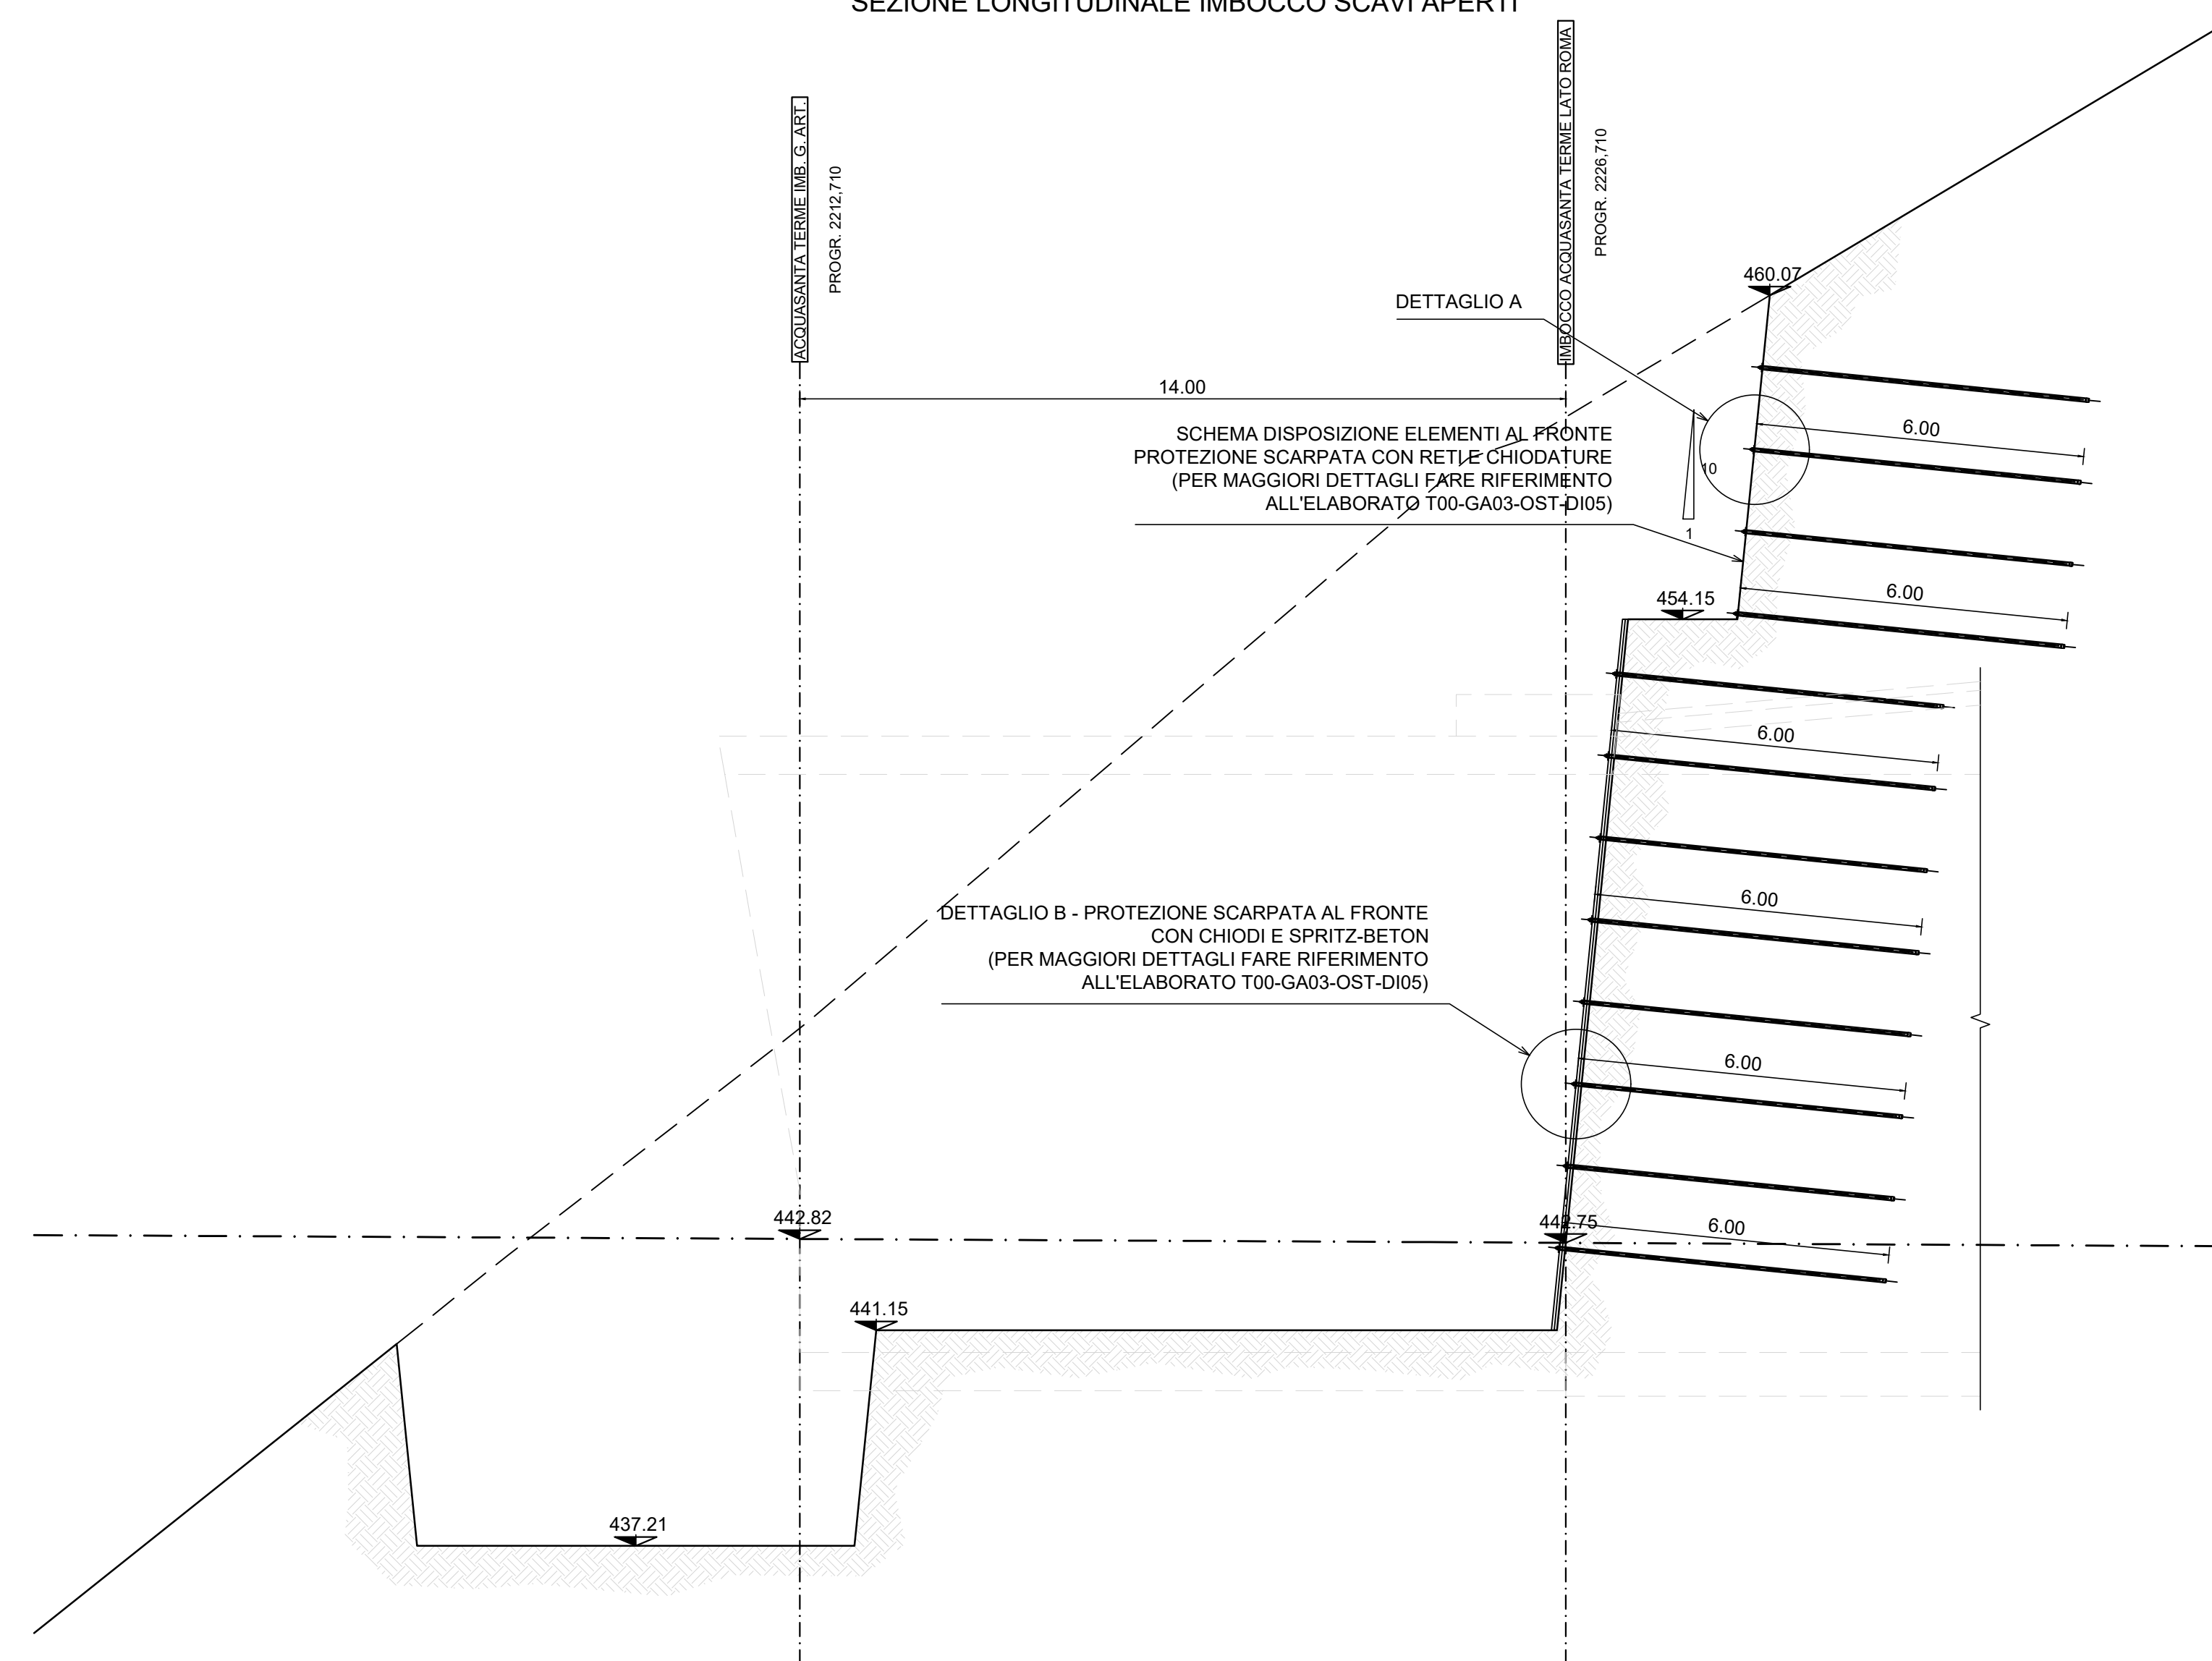 SEZIONE LONGITUDINALE IMBOCCO SCAVI APERTI
ACQUASANTA TERME IMB. G. ART.
PROGR. 2212,710
IMBOCCO ACQUASANTA TERME LATO ROMA
PROGR. 2226,710
460.07
DETTAGLIO A
14.00
6.00
SCHEMA DISPOSIZIONE ELEMENTI AL FRONTE
PROTEZIONE SCARPATA CON RETI E CHIODATURE
(PER MAGGIORI DETTAGLI FARE RIFERIMENTO
ALL'ELABORATO T00-GA03-OST-DI05)
10
1
6.00
454.15
6.00
6.00
DETTAGLIO B - PROTEZIONE SCARPATA AL FRONTE
CON CHIODI E SPRITZ-BETON
(PER MAGGIORI DETTAGLI FARE RIFERIMENTO
ALL'ELABORATO T00-GA03-OST-DI05)
6.00
442.82
442.75
6.00
441.15
437.21